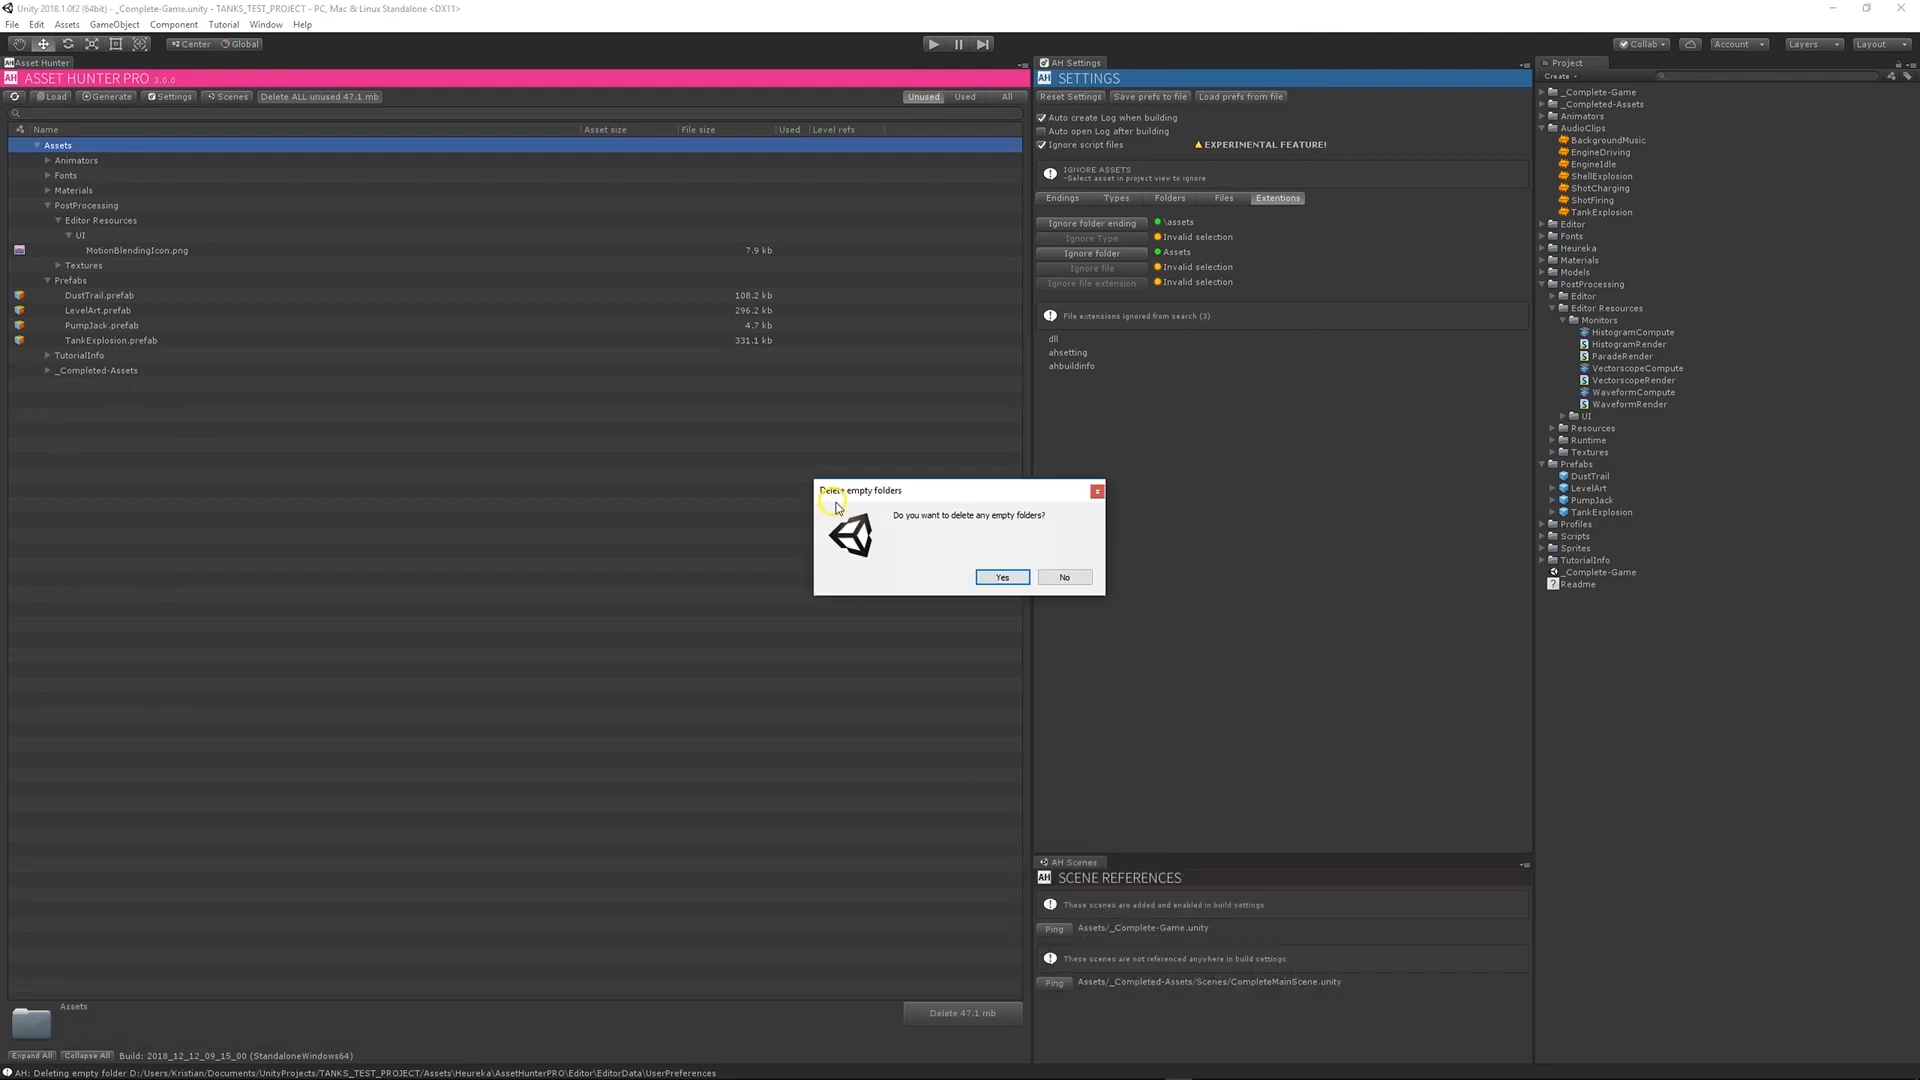 Unity 2018.1.0f2 (64bit) - _Complete-Game.unity - TANKS_TEST_PROJECT - PC, Mac & Linux Standalone <DX11>
File Edit Assets GameObject Component Tutorial Window Help
Center Global
Collab Account Layers Layout
Asset Hunter
AH ASSET HUNTER PRO 3.0.0
Load Generate Settings Scenes Delete ALL unused 47.1 mb Unused Used All
Name Asset size File size Used Level refs
Assets
Animators
Fonts
Materials
PostProcessing
Editor Resources
UI
MotionBlendingIcon.png 7.9 kb
Textures
Prefabs
DustTrail.prefab 108.2 kb
LevelArt.prefab 296.2 kb
PumpJack.prefab 4.7 kb
TankExplosion.prefab 331.1 kb
TutorialInfo
_Completed-Assets
Assets
Delete 47.1 mb
Expand All Collapse All Build: 2018_12_12_09_15_00 (StandaloneWindows64)
AH: Deleting empty folder D:/Users/Kristian/Documents/UnityProjects/TANKS_TEST_PROJECT/Assets\Heureka\AssetHunterPRO\Editor\EditorData\UserPreferences
Delete empty folders
x
Do you want to delete any empty folders?
Yes No
AH Settings
AH SETTINGS
Reset Settings Save prefs to file Load prefs from file
Auto create Log when building
Auto open Log after building
Ignore script files EXPERIMENTAL FEATURE!
IGNORE ASSETS
-Select asset in project view to ignore
Endings Types Folders Files Extentions
Ignore folder ending \assets
Ignore Type Invalid selection
Ignore folder Assets
Ignore file Invalid selection
Ignore file extension Invalid selection
File extensions ignored from search (3)
dll
ahsetting
ahbuildinfo
AH Scenes
AH SCENE REFERENCES
These scenes are added and enabled in build settings
Ping Assets/_Complete-Game.unity
These scenes are not referenced anywhere in build settings
Ping Assets/_Completed-Assets/Scenes/CompleteMainScene.unity
Project
Create
_Complete-Game
_Completed-Assets
Animators
AudioClips
BackgroundMusic
EngineDriving
EngineIdle
ShellExplosion
ShotCharging
ShotFiring
TankExplosion
Editor
Fonts
Heureka
Materials
Models
PostProcessing
Editor
Editor Resources
Monitors
HistogramCompute
HistogramRender
ParadeRender
VectorscopeCompute
VectorscopeRender
WaveformCompute
WaveformRender
UI
Resources
Runtime
Textures
Prefabs
DustTrail
LevelArt
PumpJack
TankExplosion
Profiles
Scripts
Sprites
TutorialInfo
_Complete-Game
Readme